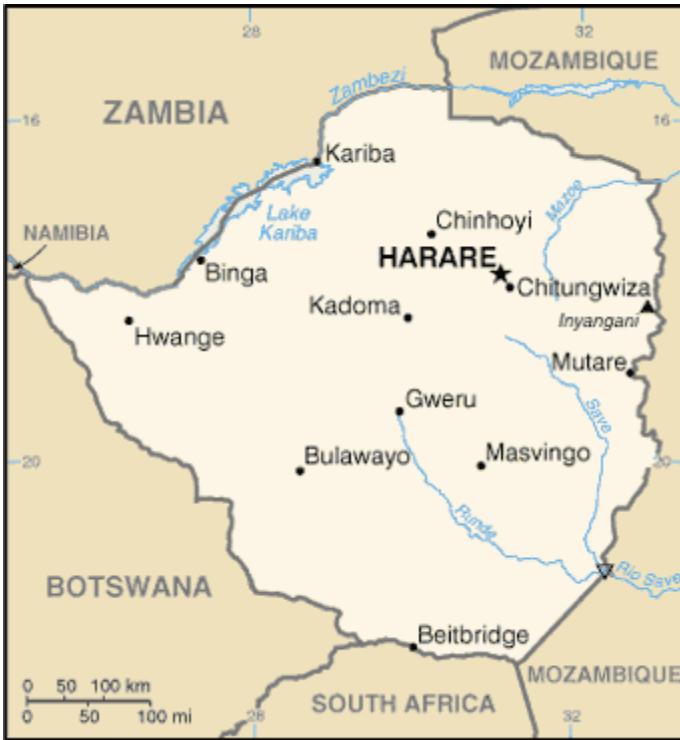 28
32
MOZAMBIQUE
Zambezi
ZAMBIA
16
16
Kariba
Mazoe
Lake
Kariba
Chinhoyi
NAMIBIA
HARARE
Binga
Chitungwiza
Kadoma
Inyangani
Hwange
Mutare
Gweru
Save
Bulawayo
Masvingo
20
20
Runde
Rio Save
BOTSWANA
Beitbridge
MOZAMBIQUE
0 50 100 km
0 50 100 mi
SOUTH AFRICA
28
32